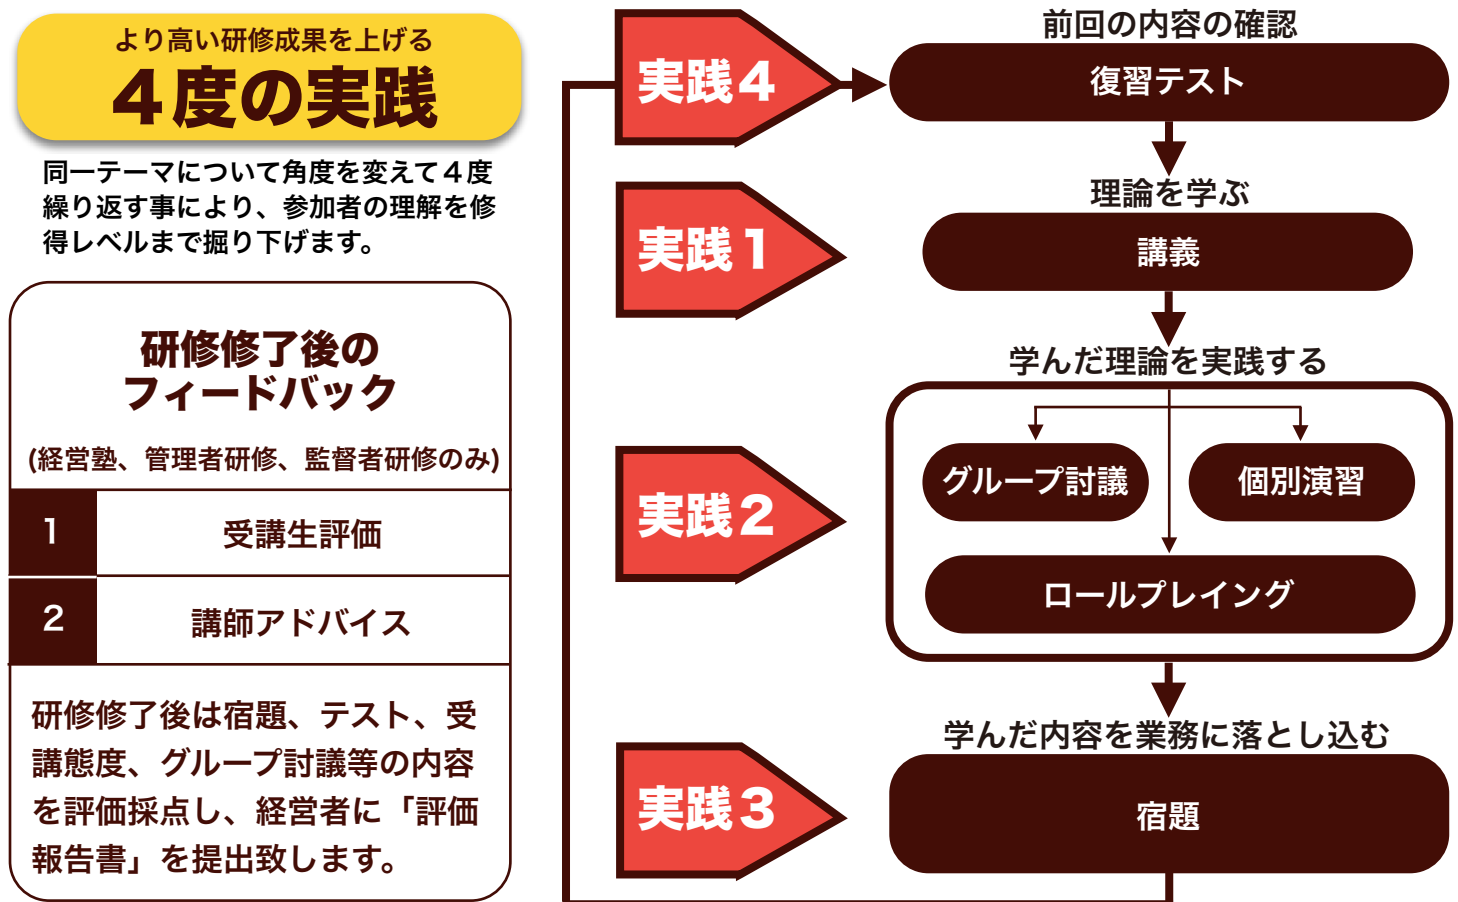 より高い研修成果を上げる
４度の実践
同一テーマについて角度を変えて４度
繰り返す事により、参加者の理解を修
得レベルまで掘り下げます。
研修修了後の
フィードバック
(経営塾、管理者研修、監督者研修のみ)
1 受講生評価
2 講師アドバイス
研修修了後は宿題、テスト、受
講態度、グループ討議等の内容
を評価採点し、経営者に「評価
報告書」を提出致します。
前回の内容の確認
実践4 復習テスト
理論を学ぶ
実践1 講義
学んだ理論を実践する
グループ討議 個別演習
実践2
ロールプレイング
学んだ内容を業務に落とし込む
実践3 宿題